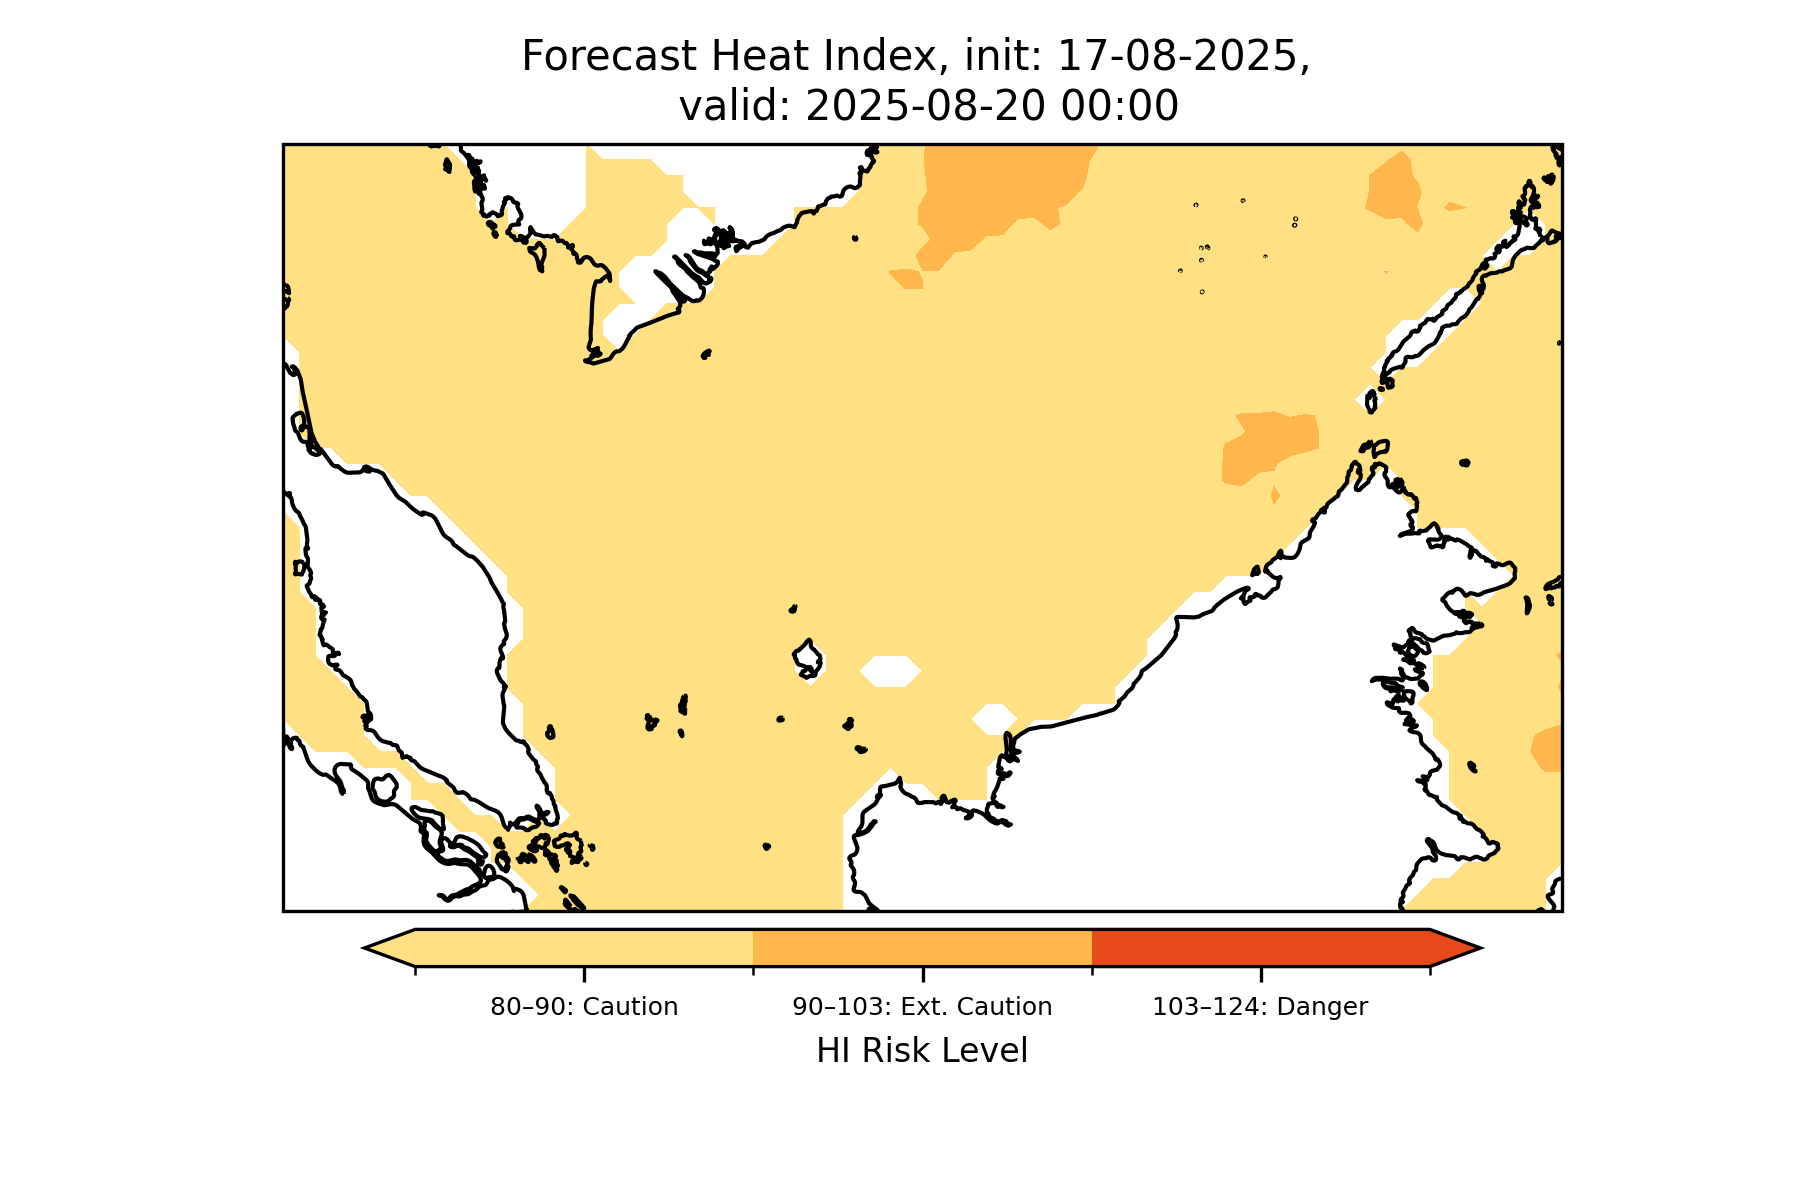 Forecast Heat Index, init: 17-08-2025,
valid: 2025-08-20 00:00
80–90: Caution
90–103: Ext. Caution
103–124: Danger
HI Risk Level